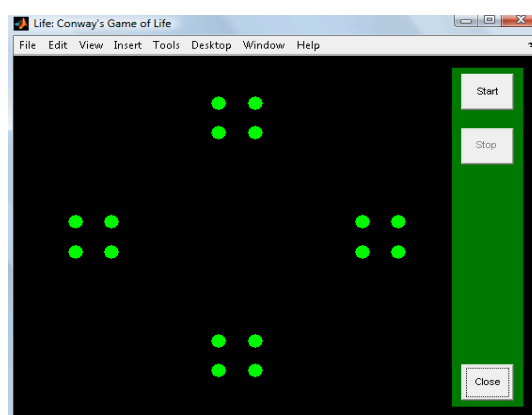 Life: Conway's Game of Life
File Edit View Insert Tools Desktop Window Help
Start
Stop
Close